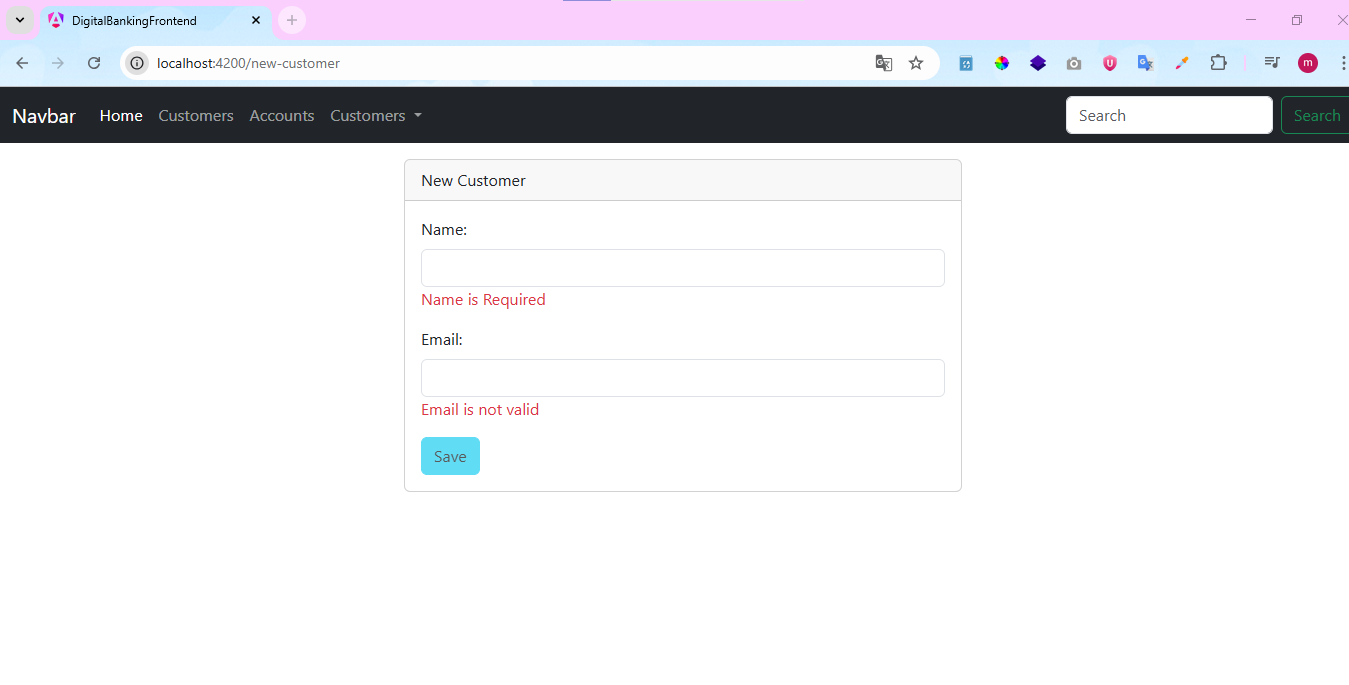 DigitalBankingFrontend
localhost:4200/new-customer
m
Navbar Home Customers Accounts Customers Search Search
New Customer
Name:
Name is Required
Email:
Email is not valid
Save